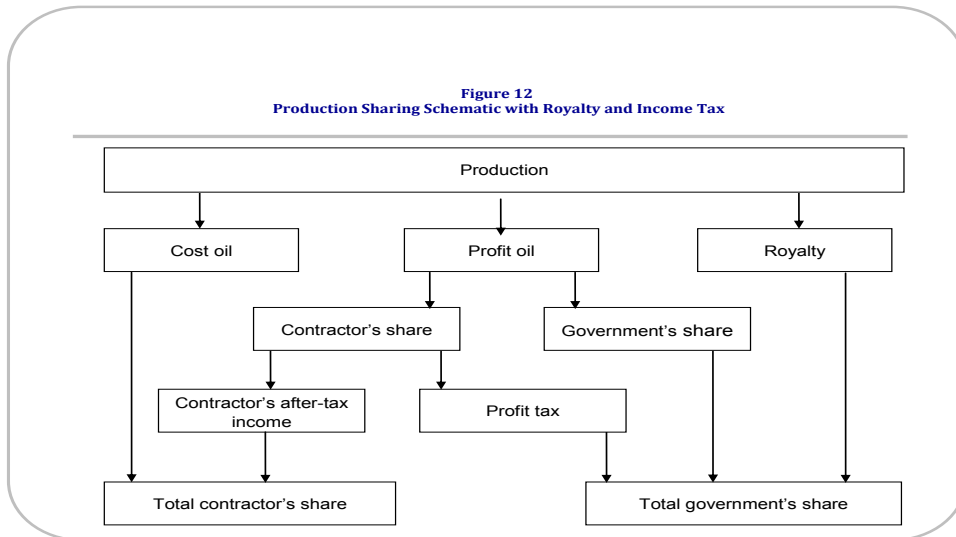 Figure 12
Production Sharing Schematic with Royalty and Income Tax
Production
Cost oil
Profit oil
Royalty
Contractor's share
Government's share
Contractor's after-tax
income
Profit tax
Total contractor's share
Total government's share